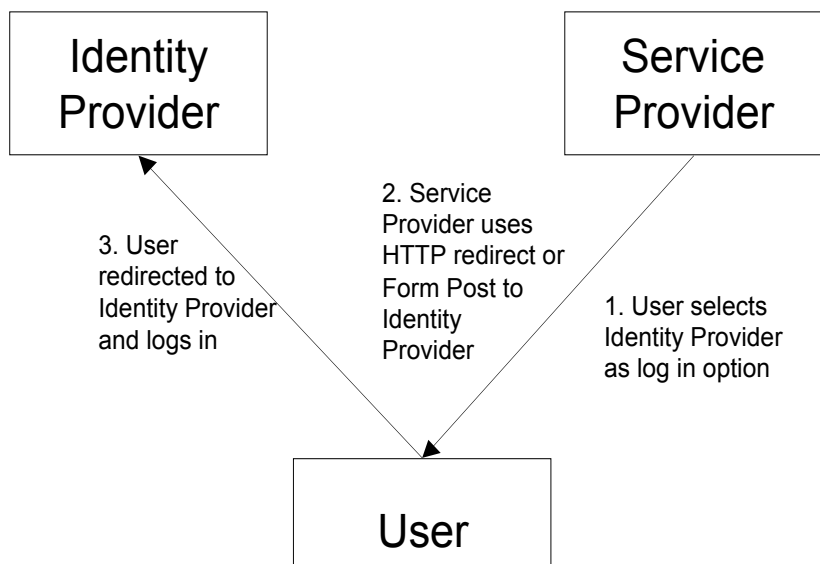 Identity
Provider
Service
Provider
2. Service
Provider uses
HTTP redirect or
Form Post to
Identity
Provider
3. User
redirected to
Identity Provider
and logs in
1. User selects
Identity Provider
as log in option
User